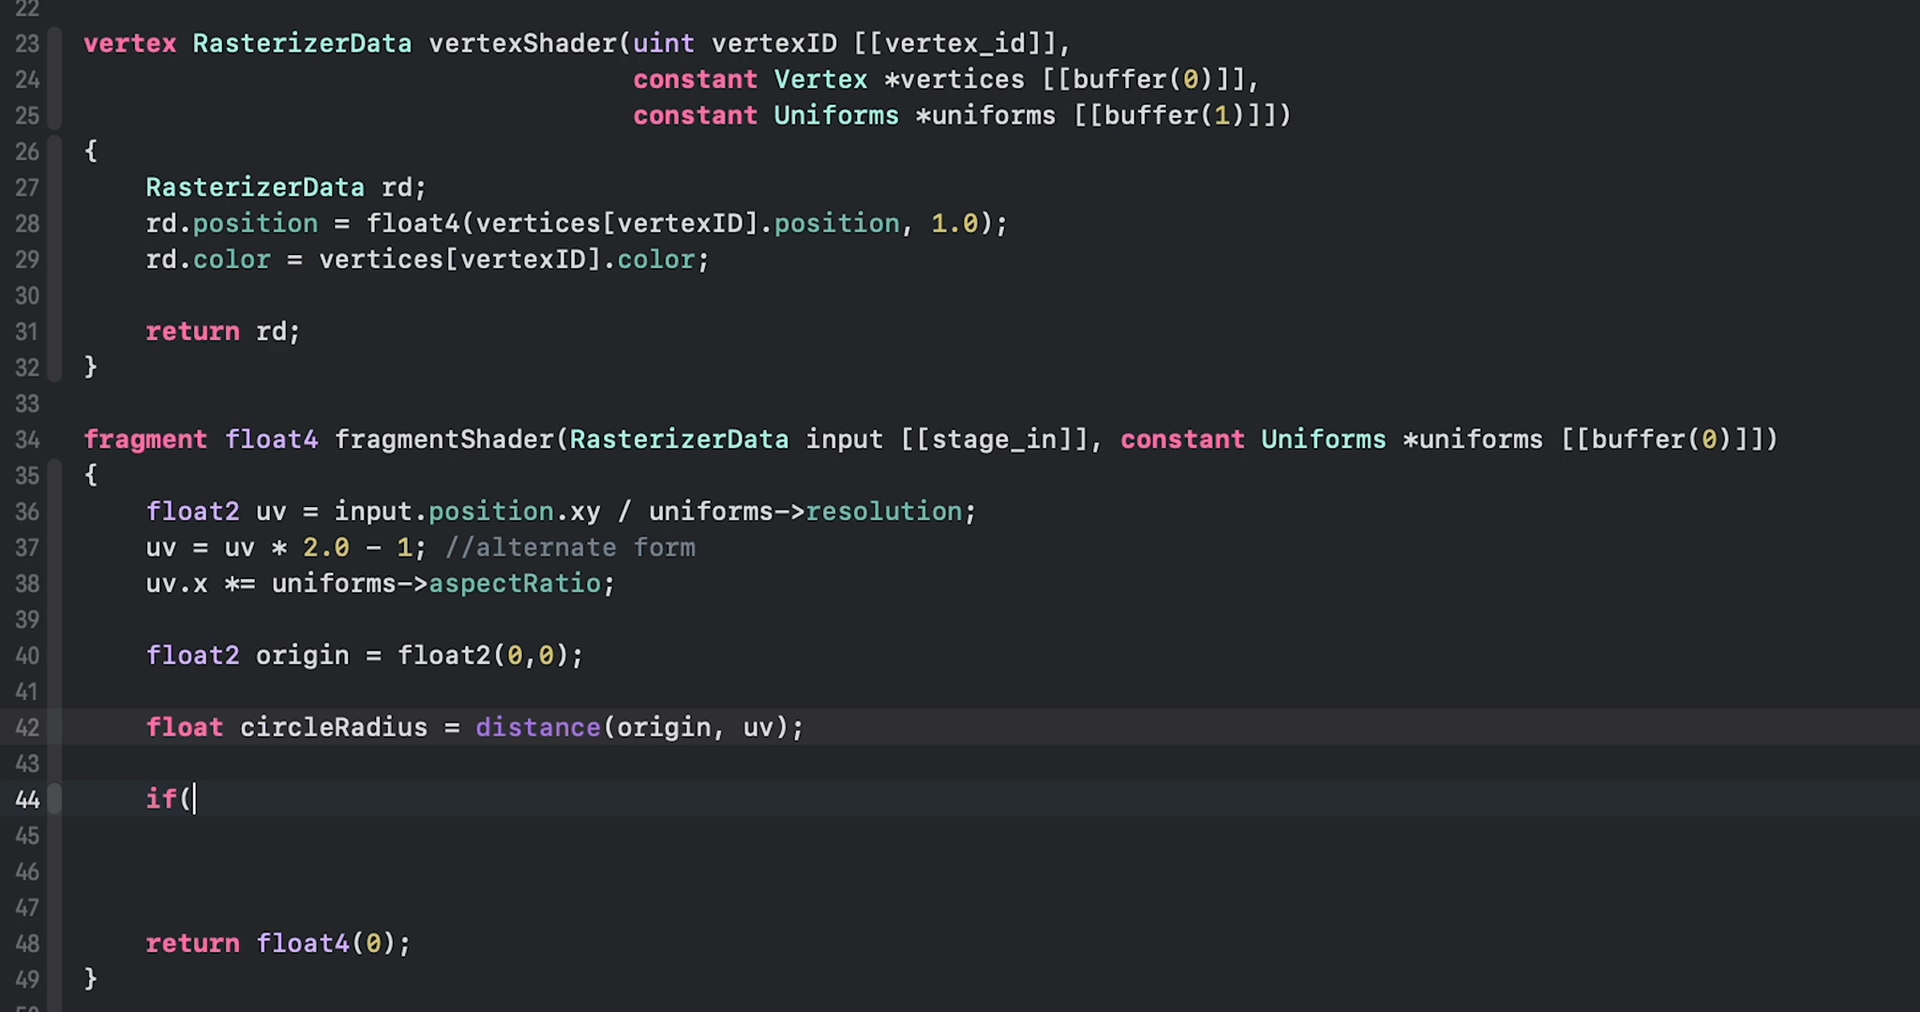 22
23 vertex RasterizerData vertexShader(uint vertexID [[vertex_id]],
24 constant Vertex *vertices [[buffer(0)]],
25 constant Uniforms *uniforms [[buffer(1)]])
26 {
27 RasterizerData rd;
28 rd.position = float4(vertices[vertexID].position, 1.0);
29 rd.color = vertices[vertexID].color;
30
31 return rd;
32 }
33
34 fragment float4 fragmentShader(RasterizerData input [[stage_in]], constant Uniforms *uniforms [[buffer(0)]])
35 {
36 float2 uv = input.position.xy / uniforms->resolution;
37 uv = uv * 2.0 - 1; //alternate form
38 uv.x *= uniforms->aspectRatio;
39
40 float2 origin = float2(0,0);
41
42 float circleRadius = distance(origin, uv);
43
44 if(
45
46
47
48 return float4(0);
49 }